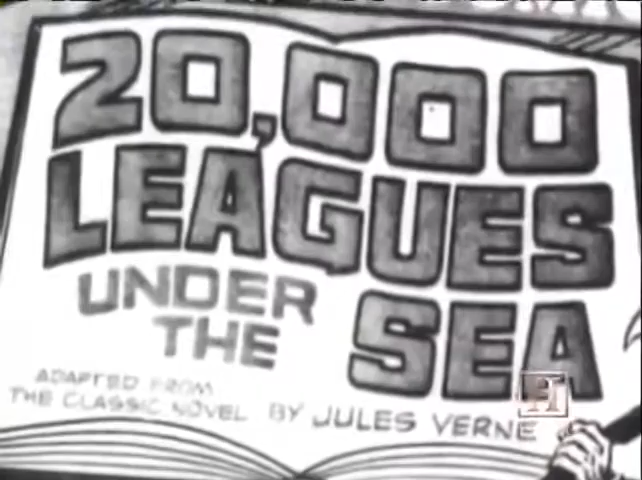 20,000
LEAGUES
UNDER
THE SEA
ADAPTED FROM
THE CLASSIC NOVEL BY JULES VERNE
H